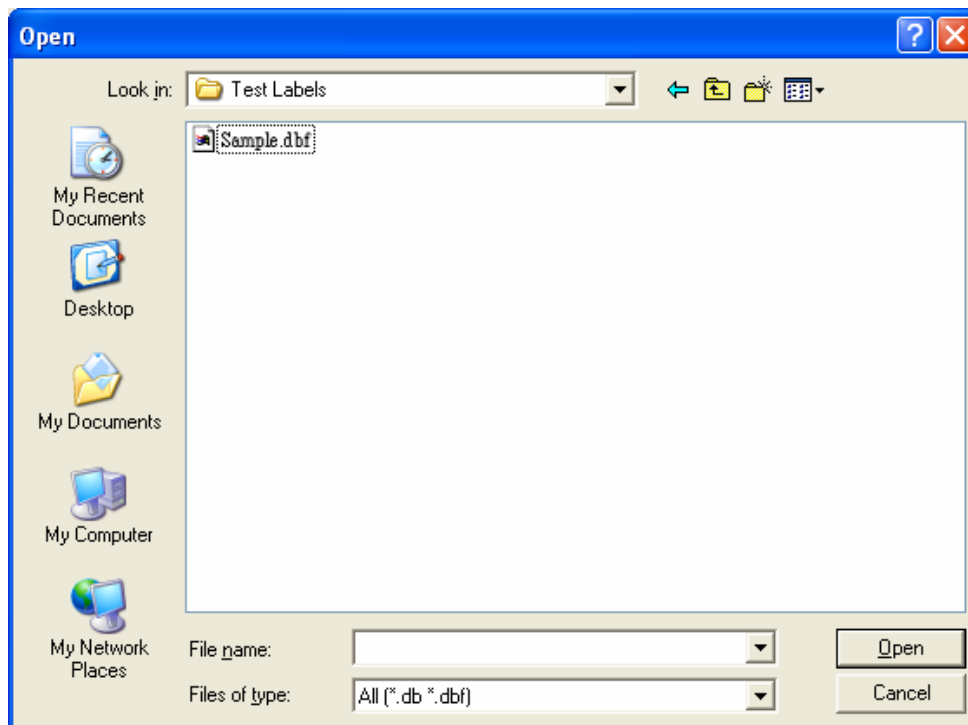 Open
Look in: Test Labels
Sample.dbf
My Recent
Documents
Desktop
My Documents
My Computer
My Network
Places
File name:
Open
Files of type: All (*.db *.dbf)
Cancel